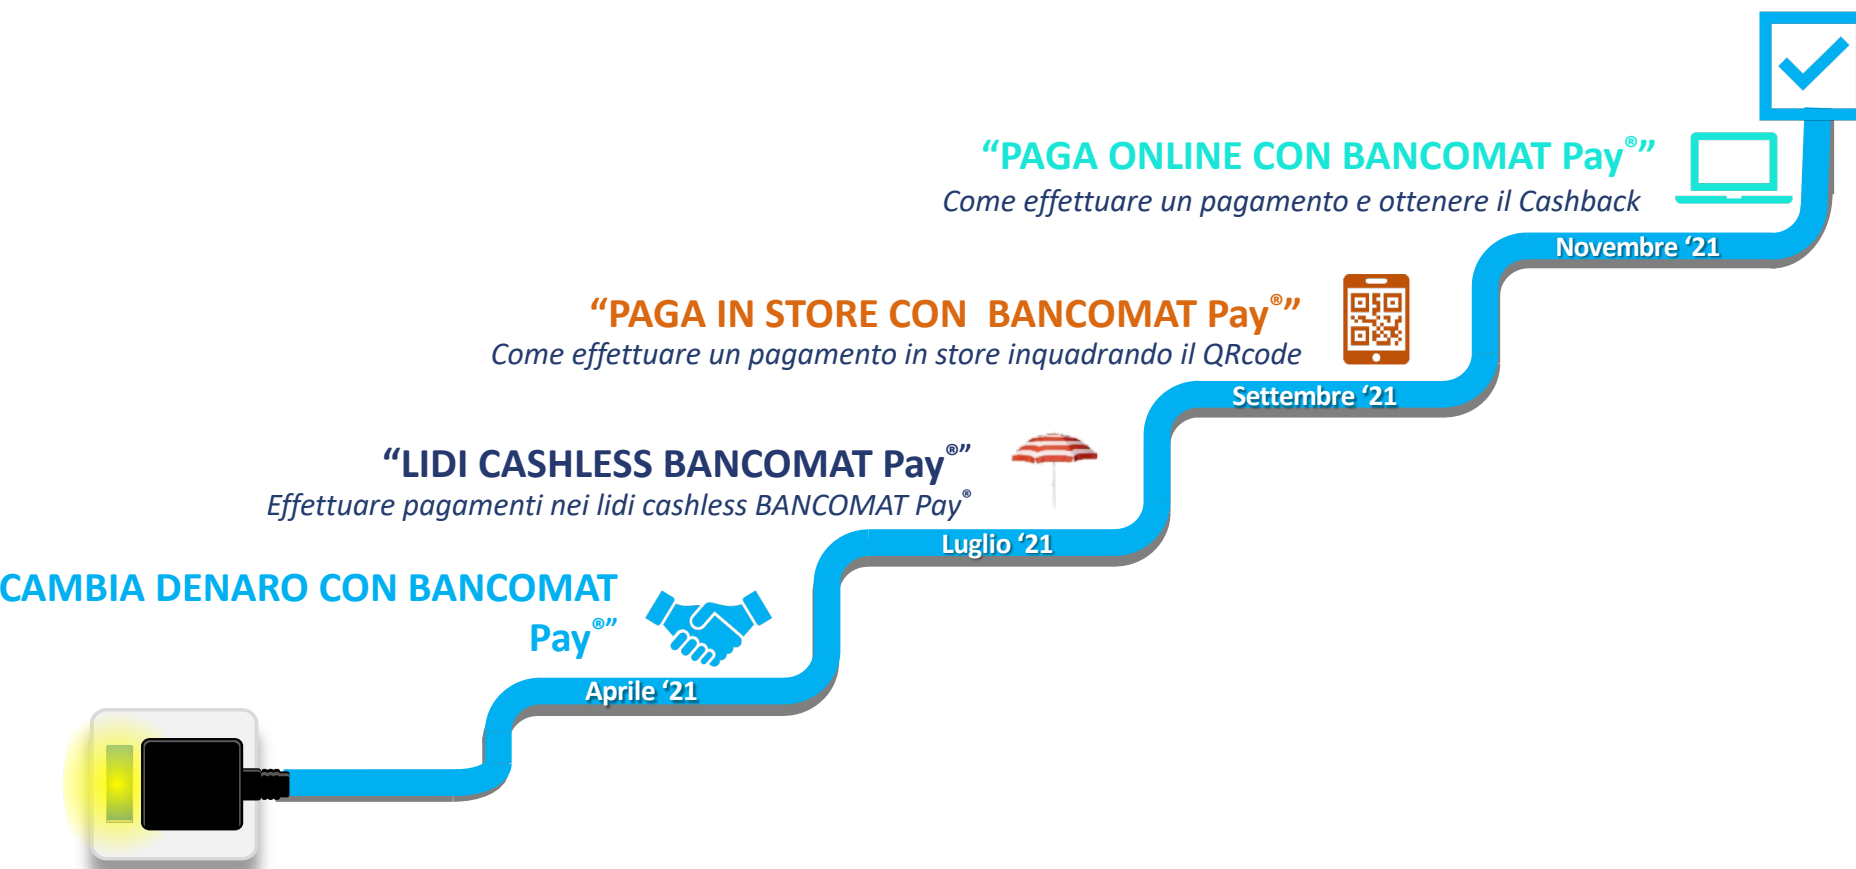 “PAGA ONLINE CON BANCOMAT Pay®”
Come effettuare un pagamento e ottenere il Cashback
Novembre ‘21
“PAGA IN STORE CON BANCOMAT Pay®”
Come effettuare un pagamento in store inquadrando il QRcode
Settembre ‘21
“LIDI CASHLESS BANCOMAT Pay®”
Effettuare pagamenti nei lidi cashless BANCOMAT Pay®
Luglio ‘21
CAMBIA DENARO CON BANCOMAT
Pay®”
Aprile ‘21